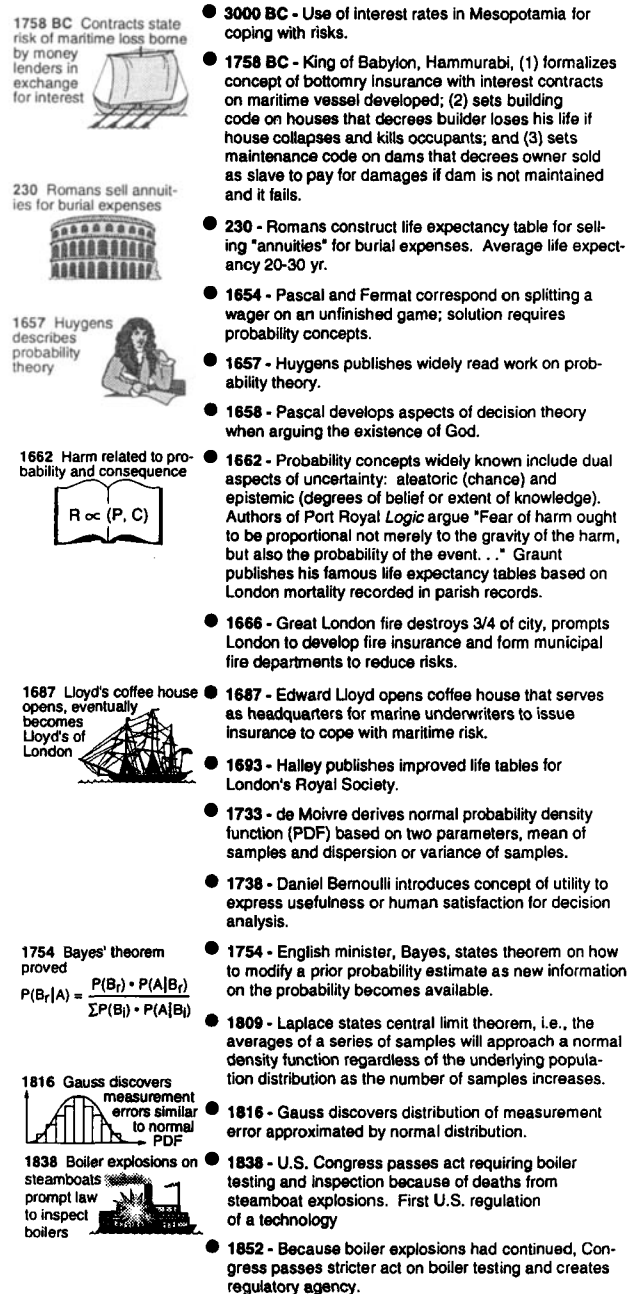 1758 BC Contracts state
risk of maritime loss borne
by money
lenders in
exchange
for interest
● 3000 BC - Use of interest rates in Mesopotamia for
coping with risks.
● 1758 BC - King of Babylon, Hammurabi, (1) formalizes
concept of bottomry insurance with interest contracts
on maritime vessel developed; (2) sets building
code on houses that decrees builder loses his life if
house collapses and kills occupants; and (3) sets
maintenance code on dams that decrees owner sold
as slave to pay for damages if dam is not maintained
and it fails.
230 Romans sell annuit-
ies for burial expenses
● 230 - Romans construct life expectancy table for sell-
ing "annuities" for burial expenses. Average life expect-
ancy 20-30 yr.
● 1654 - Pascal and Fermat correspond on splitting a
wager on an unfinished game; solution requires
probability concepts.
1657 Huygens
describes
probability
theory
● 1657 - Huygens publishes widely read work on prob-
ability theory.
● 1658 - Pascal develops aspects of decision theory
when arguing the existence of God.
1662 Harm related to pro-
bability and consequence
R ∝ (P, C)
● 1662 - Probability concepts widely known include dual
aspects of uncertainty: aleatoric (chance) and
epistemic (degrees of belief or extent of knowledge).
Authors of Port Royal Logic argue "Fear of harm ought
to be proportional not merely to the gravity of the harm,
but also the probability of the event. . ." Graunt
publishes his famous life expectancy tables based on
London mortality recorded in parish records.
● 1666 - Great London fire destroys 3/4 of city, prompts
London to develop fire insurance and form municipal
fire departments to reduce risks.
1687 Lloyd's coffee house
opens, eventually
becomes
Lloyd's of
London
● 1687 - Edward Lloyd opens coffee house that serves
as headquarters for marine underwriters to issue
insurance to cope with maritime risk.
● 1693 - Halley publishes improved life tables for
London's Royal Society.
● 1733 - de Moivre derives normal probability density
function (PDF) based on two parameters, mean of
samples and dispersion or variance of samples.
● 1738 - Daniel Bernoulli introduces concept of utility to
express usefulness or human satisfaction for decision
analysis.
1754 Bayes' theorem
proved
P(Br|A) = P(Br) • P(A|Br) / ΣP(Bi) • P(A|Bi)
● 1754 - English minister, Bayes, states theorem on how
to modify a prior probability estimate as new information
on the probability becomes available.
● 1809 - Laplace states central limit theorem, i.e., the
averages of a series of samples will approach a normal
density function regardless of the underlying popula-
tion distribution as the number of samples increases.
1816 Gauss discovers
measurement
errors similar
to normal
PDF
● 1816 - Gauss discovers distribution of measurement
error approximated by normal distribution.
1838 Boiler explosions on
steamboats
prompt law
to inspect
boilers
● 1838 - U.S. Congress passes act requiring boiler
testing and inspection because of deaths from
steamboat explosions. First U.S. regulation
of a technology
● 1852 - Because boiler explosions had continued, Con-
gress passes stricter act on boiler testing and creates
regulatory agency.